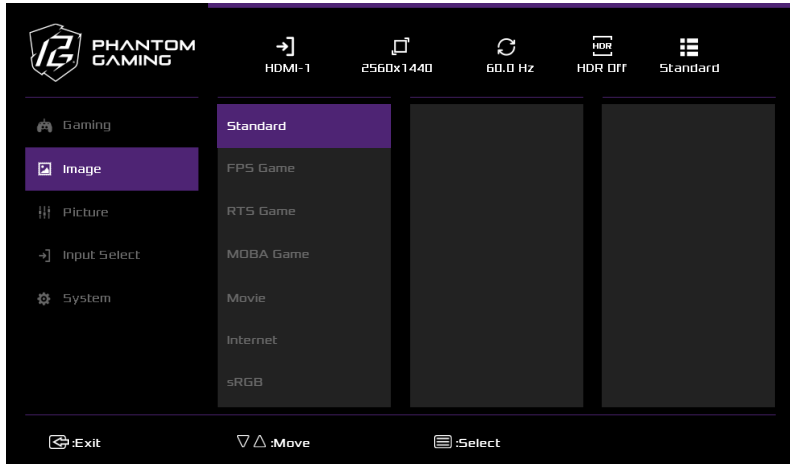 PHANTOM
GAMING
HDMI-1
2560x1440
60.0 Hz
HDR
HDR Off
Standard
Gaming
Image
Picture
Input Select
System
Standard
FPS Game
RTS Game
MOBA Game
Movie
Internet
sRGB
:Exit
:Move
:Select